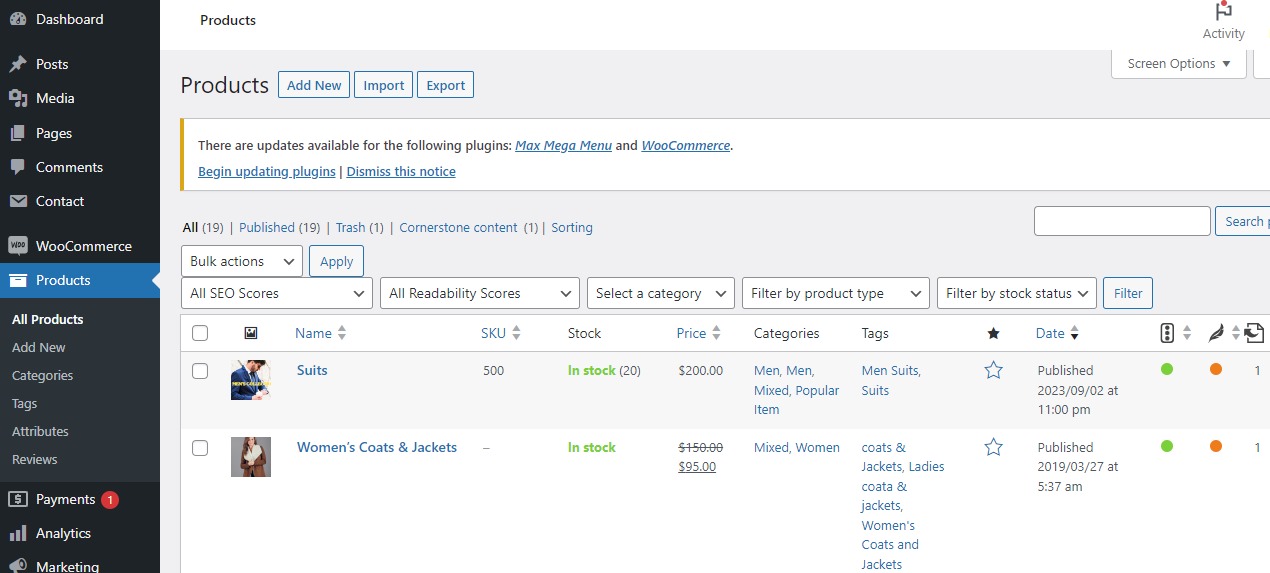 Dashboard
Posts
Media
Pages
Comments
Contact
WooCommerce
Products
All Products
Add New
Categories
Tags
Attributes
Reviews
Payments 1
Analytics
Marketing
Products
Activity
Screen Options
Products Add New Import Export
There are updates available for the following plugins: Max Mega Menu and WooCommerce.
Begin updating plugins | Dismiss this notice
All (19) | Published (19) | Trash (1) | Cornerstone content (1) | Sorting
Search
Bulk actions Apply
All SEO Scores All Readability Scores Select a category Filter by product type Filter by stock status Filter
Name SKU Stock Price Categories Tags Date
Suits 500 In stock (20) $200.00 Men, Men, Men Suits, Published 1
Mixed, Popular Suits 2023/09/02 at
Item 11:00 pm
Women’s Coats & Jackets – In stock $150.00 Mixed, Women coats & Published 1
$95.00 Jackets, Ladies 2019/03/27 at
coata & 5:37 am
jackets,
Women's
Coats and
Jackets